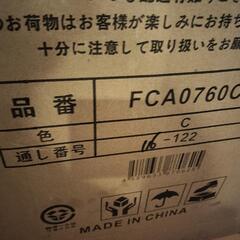 のお荷物はお客様が楽しみにお持ち
十分に注意して取り扱いをお願
品番 FCA0760C
色 C
通し番号 16-122
MADE IN CHINA